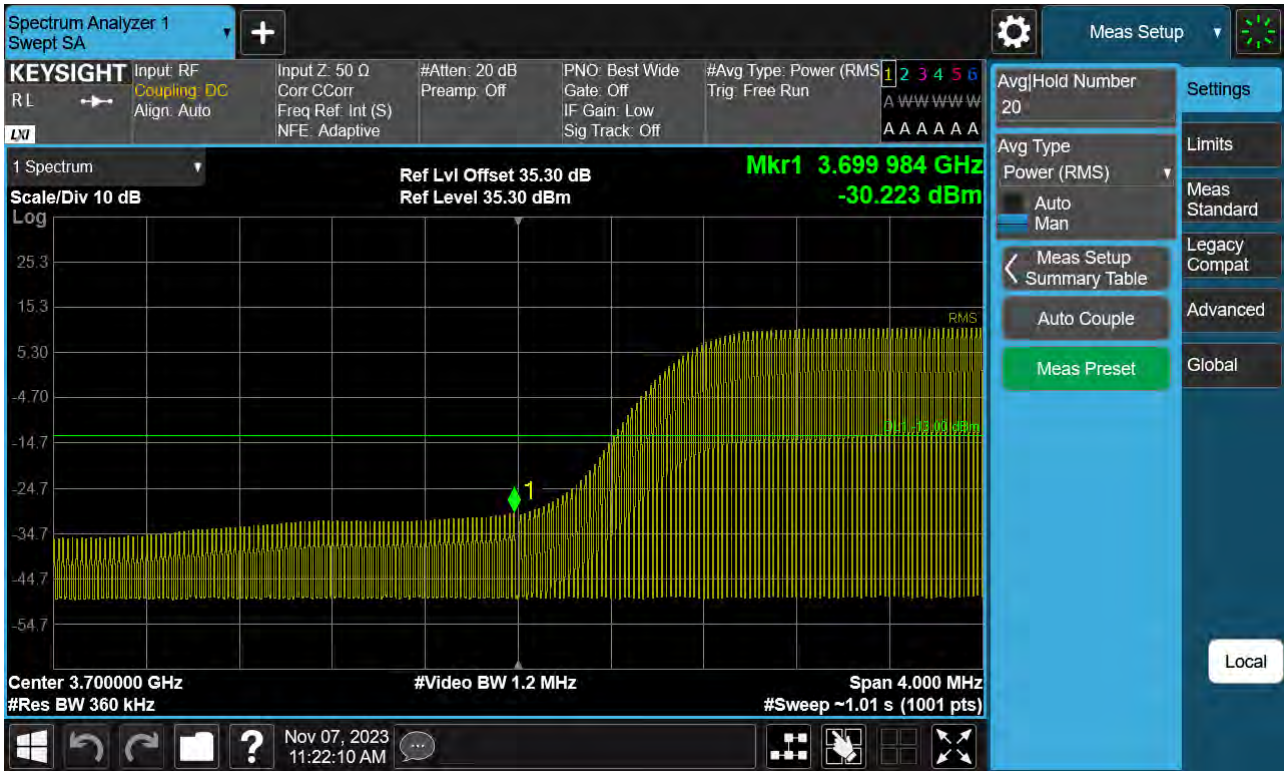 Spectrum Analyzer 1
Swept SA
Meas Setup
KEYSIGHT
RL
LXI
Input: RF
Coupling: DC
Align: Auto
Input Z: 50 Ω
Corr CCorr
Freq Ref: Int (S)
NFE: Adaptive
#Atten: 20 dB
Preamp: Off
PNO: Best Wide
Gate: Off
IF Gain: Low
Sig Track: Off
#Avg Type: Power (RMS
Trig: Free Run
1 2 3 4 5 6
A W W W W W
A A A A A A
1 Spectrum
Scale/Div 10 dB
Log
Ref Lvl Offset 35.30 dB
Ref Level 35.30 dBm
Mkr1 3.699 984 GHz
-30.223 dBm
25.3
15.3
5.30
-4.70
-14.7
-24.7
-34.7
-44.7
-54.7
RMS
DL1 -13.00 dBm
1
Center 3.700000 GHz
#Res BW 360 kHz
#Video BW 1.2 MHz
Span 4.000 MHz
#Sweep ~1.01 s (1001 pts)
Nov 07, 2023
11:22:10 AM
Avg|Hold Number
20
Avg Type
Power (RMS)
Auto
Man
Meas Setup
Summary Table
Auto Couple
Meas Preset
Settings
Limits
Meas
Standard
Legacy
Compat
Advanced
Global
Local